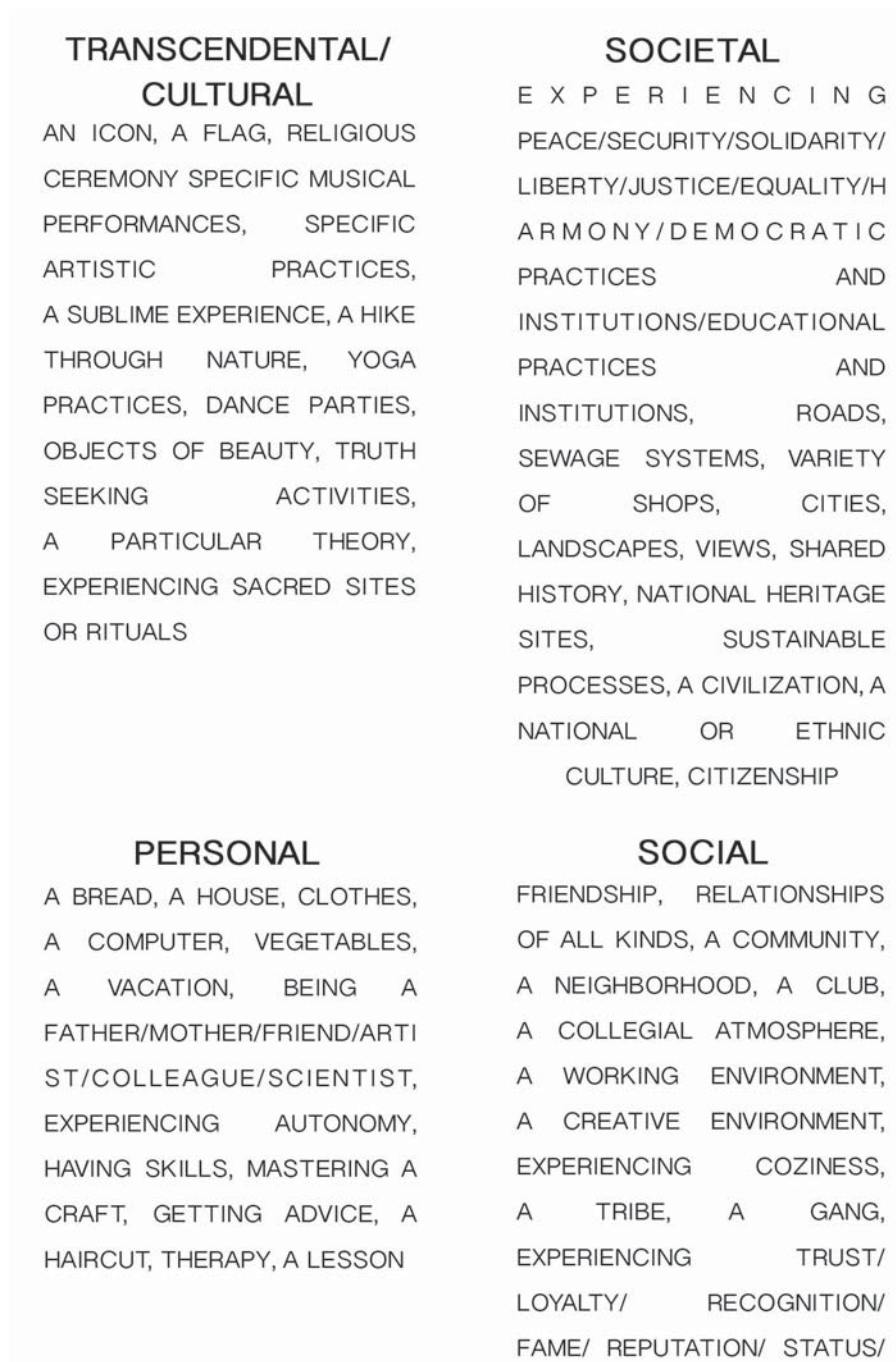 TRANSCENDENTAL/
CULTURAL
AN ICON, A FLAG, RELIGIOUS
CEREMONY SPECIFIC MUSICAL
PERFORMANCES, SPECIFIC
ARTISTIC PRACTICES,
A SUBLIME EXPERIENCE, A HIKE
THROUGH NATURE, YOGA
PRACTICES, DANCE PARTIES,
OBJECTS OF BEAUTY, TRUTH
SEEKING ACTIVITIES,
A PARTICULAR THEORY,
EXPERIENCING SACRED SITES
OR RITUALS
SOCIETAL
EXPERIENCING
PEACE/SECURITY/SOLIDARITY/
LIBERTY/JUSTICE/EQUALITY/H
ARMONY/DEMOCRATIC
PRACTICES AND
INSTITUTIONS/EDUCATIONAL
PRACTICES AND
INSTITUTIONS, ROADS,
SEWAGE SYSTEMS, VARIETY
OF SHOPS, CITIES,
LANDSCAPES, VIEWS, SHARED
HISTORY, NATIONAL HERITAGE
SITES, SUSTAINABLE
PROCESSES, A CIVILIZATION, A
NATIONAL OR ETHNIC
CULTURE, CITIZENSHIP
PERSONAL
A BREAD, A HOUSE, CLOTHES,
A COMPUTER, VEGETABLES,
A VACATION, BEING A
FATHER/MOTHER/FRIEND/ARTI
ST/COLLEAGUE/SCIENTIST,
EXPERIENCING AUTONOMY,
HAVING SKILLS, MASTERING A
CRAFT, GETTING ADVICE, A
HAIRCUT, THERAPY, A LESSON
SOCIAL
FRIENDSHIP, RELATIONSHIPS
OF ALL KINDS, A COMMUNITY,
A NEIGHBORHOOD, A CLUB,
A COLLEGIAL ATMOSPHERE,
A WORKING ENVIRONMENT,
A CREATIVE ENVIRONMENT,
EXPERIENCING COZINESS,
A TRIBE, A GANG,
EXPERIENCING TRUST/
LOYALTY/ RECOGNITION/
FAME/ REPUTATION/ STATUS/